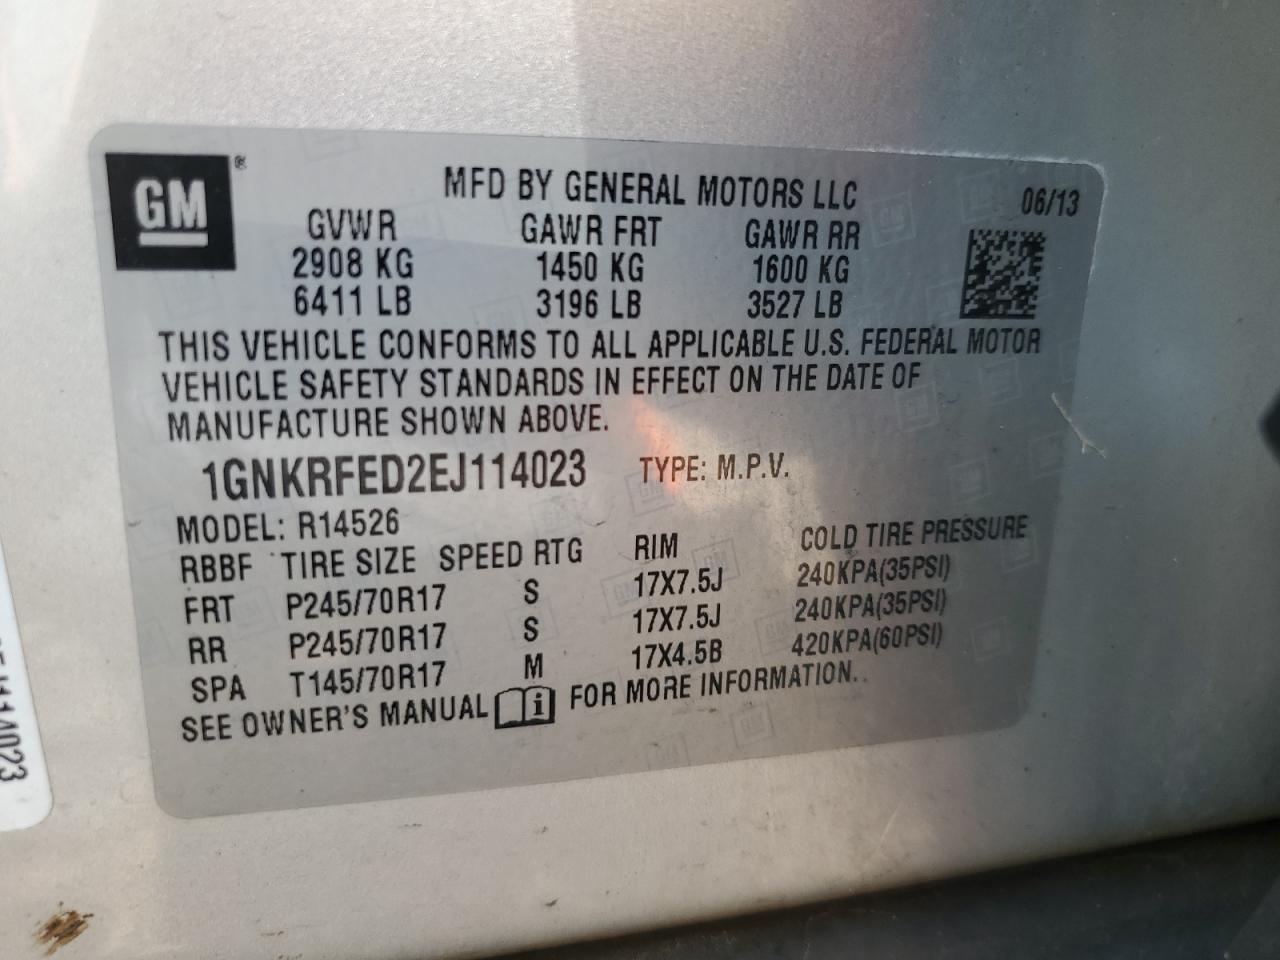 GM ®
MFD BY GENERAL MOTORS LLC 06/13
GVWR GAWR FRT GAWR RR
2908 KG 1450 KG 1600 KG
6411 LB 3196 LB 3527 LB
THIS VEHICLE CONFORMS TO ALL APPLICABLE U.S. FEDERAL MOTOR
VEHICLE SAFETY STANDARDS IN EFFECT ON THE DATE OF
MANUFACTURE SHOWN ABOVE.
1GNKRFED2EJ114023 TYPE: M.P.V.
MODEL: R14526
RBBF TIRE SIZE SPEED RTG RIM COLD TIRE PRESSURE
FRT P245/70R17 S 17X7.5J 240KPA(35PSI)
RR P245/70R17 S 17X7.5J 240KPA(35PSI)
SPA T145/70R17 M 17X4.5B 420KPA(60PSI)
SEE OWNER'S MANUAL i FOR MORE INFORMATION.